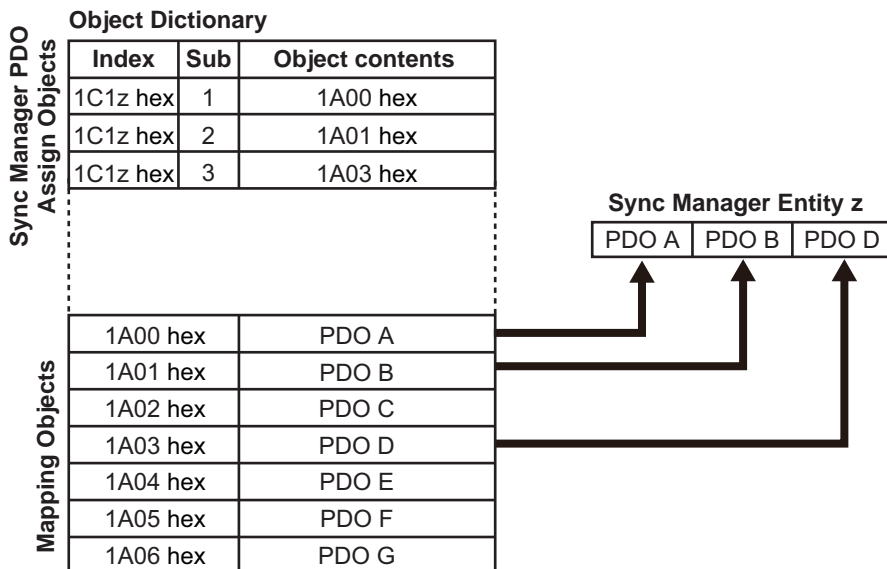 Object Dictionary
Sync Manager PDO
Assign Objects
Index Sub Object contents
1C1z hex 1 1A00 hex
1C1z hex 2 1A01 hex
1C1z hex 3 1A03 hex
Sync Manager Entity z
PDO A PDO B PDO D
Mapping Objects
1A00 hex PDO A
1A01 hex PDO B
1A02 hex PDO C
1A03 hex PDO D
1A04 hex PDO E
1A05 hex PDO F
1A06 hex PDO G